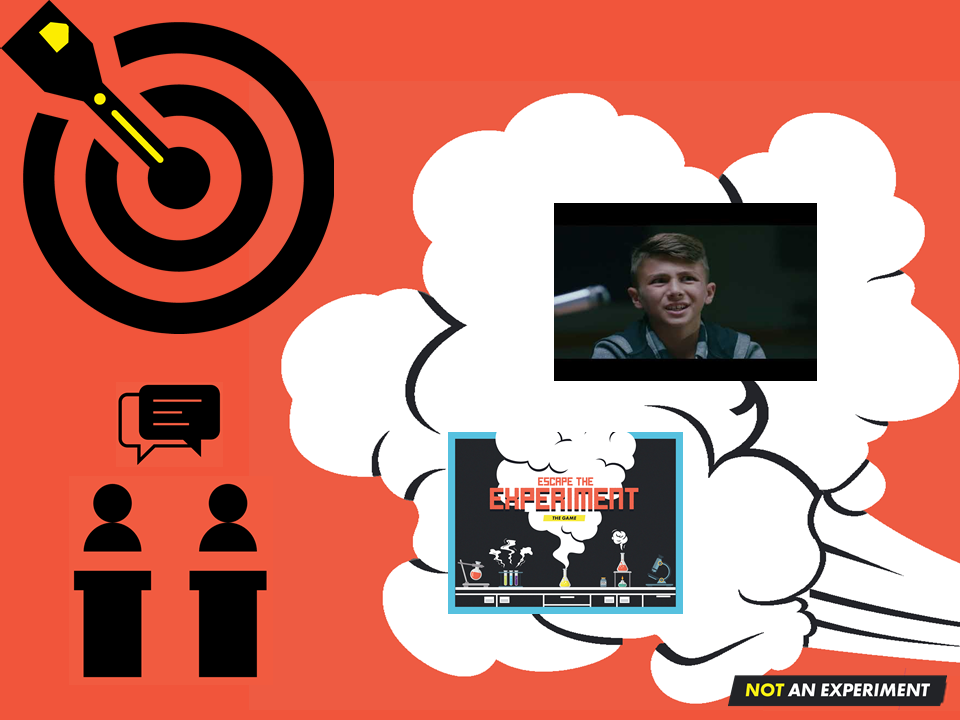 ESCAPE THE
EXPERIMENT
THE GAME
NOT AN EXPERIMENT